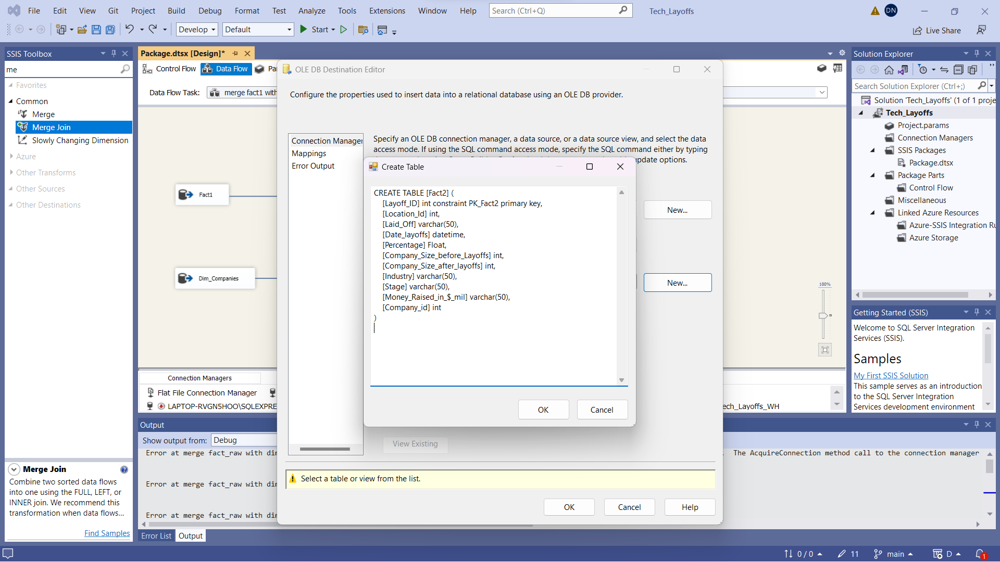 File Edit View Git Project Build Debug Format Test Analyze Tools Extensions Window Help Search (Ctrl+Q) Tech_Layoffs DN
Develop Default Start Live Share
SSIS Toolbox
me
Favorites
Common
Merge
Merge Join
Slowly Changing Dimension
Azure
Other Transforms
Other Sources
Other Destinations
Merge Join
Combine two sorted data flows
into one using the FULL, LEFT, or
INNER join. We recommend this
transformation when data flows...
Find Samples
Package.dtsx [Design]*
Control Flow Data Flow Pa
Data Flow Task: merge fact1 with
Fact1
Dim_Companies
100%
Connection Managers
Flat File Connection Manager
LAPTOP-RVGN5HOO\SQLEXPRE
ech_Layoffs_WH
OLE DB Destination Editor
Configure the properties used to insert data into a relational database using an OLE DB provider.
Connection Manager
Mappings
Error Output
Specify an OLE DB connection manager, a data source, or a data source view, and select the data
access mode. If using the SQL command access mode, specify the SQL command either by typing
update options.
New...
New...
View Existing
Select a table or view from the list.
OK Cancel Help
Create Table
CREATE TABLE [Fact2] (
[Layoff_ID] int constraint PK_Fact2 primary key,
[Location_Id] int,
[Laid_Off] varchar(50),
[Date_layoffs] datetime,
[Percentage] Float,
[Company_Size_before_Layoffs] int,
[Company_Size_after_layoffs] int,
[Industry] varchar(50),
[Stage] varchar(50),
[Money_Raised_in_$_mil] varchar(50),
[Company_id] int
)
OK Cancel
Output
Show output from: Debug
Error at merge fact_raw with dim
. The AcquireConnection method call to the connection manager
Error at merge fact_raw with dim
Error at merge fact_raw with dim
Error List Output
Solution Explorer
Search Solution Explorer (Ctrl+;)
Solution 'Tech_Layoffs' (1 of 1 proje
Tech_Layoffs
Project.params
Connection Managers
SSIS Packages
Package.dtsx
Package Parts
Control Flow
Miscellaneous
Linked Azure Resources
Azure-SSIS Integration Ru
Azure Storage
Getting Started (SSIS)
Welcome to SQL Server Integration
Services (SSIS).
Samples
My First SSIS Solution
This sample serves as an introduction
to the SQL Server Integration
Services development environment
0 / 0 11 main D 1